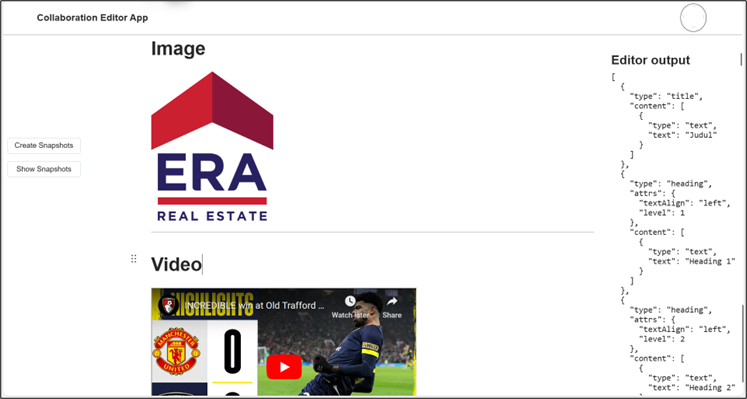 Collaboration Editor App
Create Snapshots
Show Snapshots
Image
ERA
REAL ESTATE
Video
HIGHLIGHTS
INCREDIBLE win at Old Trafford ...
Watch later
Share
MANCHESTER
UNITED
0
Editor output
[
  {
    "type": "title",
    "content": [
      {
        "type": "text",
        "text": "Judul"
      }
    ]
  },
  {
    "type": "heading",
    "attrs": {
      "textAlign": "left",
      "level": 1
    },
    "content": [
      {
        "type": "text",
        "text": "Heading 1"
      }
    ]
  },
  {
    "type": "heading",
    "attrs": {
      "textAlign": "left",
      "level": 2
    },
    "content": [
      {
        "type": "text",
        "text": "Heading 2"